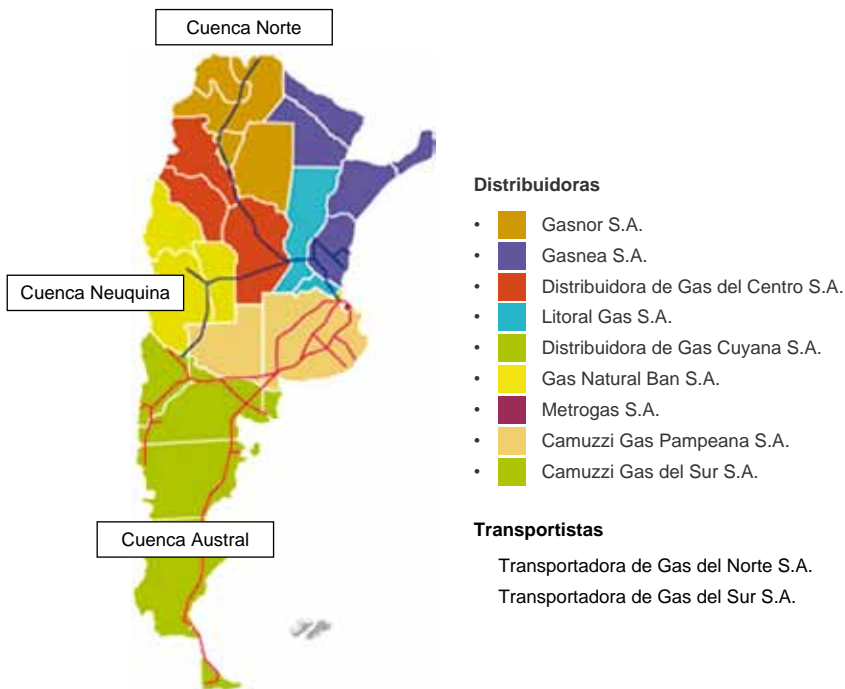 Cuenca Norte
Cuenca Neuquina
Cuenca Austral
Distribuidoras
• Gasnor S.A.
• Gasnea S.A.
• Distribuidora de Gas del Centro S.A.
• Litoral Gas S.A.
• Distribuidora de Gas Cuyana S.A.
• Gas Natural Ban S.A.
• Metrogas S.A.
• Camuzzi Gas Pampeana S.A.
• Camuzzi Gas del Sur S.A.
Transportistas
Transportadora de Gas del Norte S.A.
Transportadora de Gas del Sur S.A.